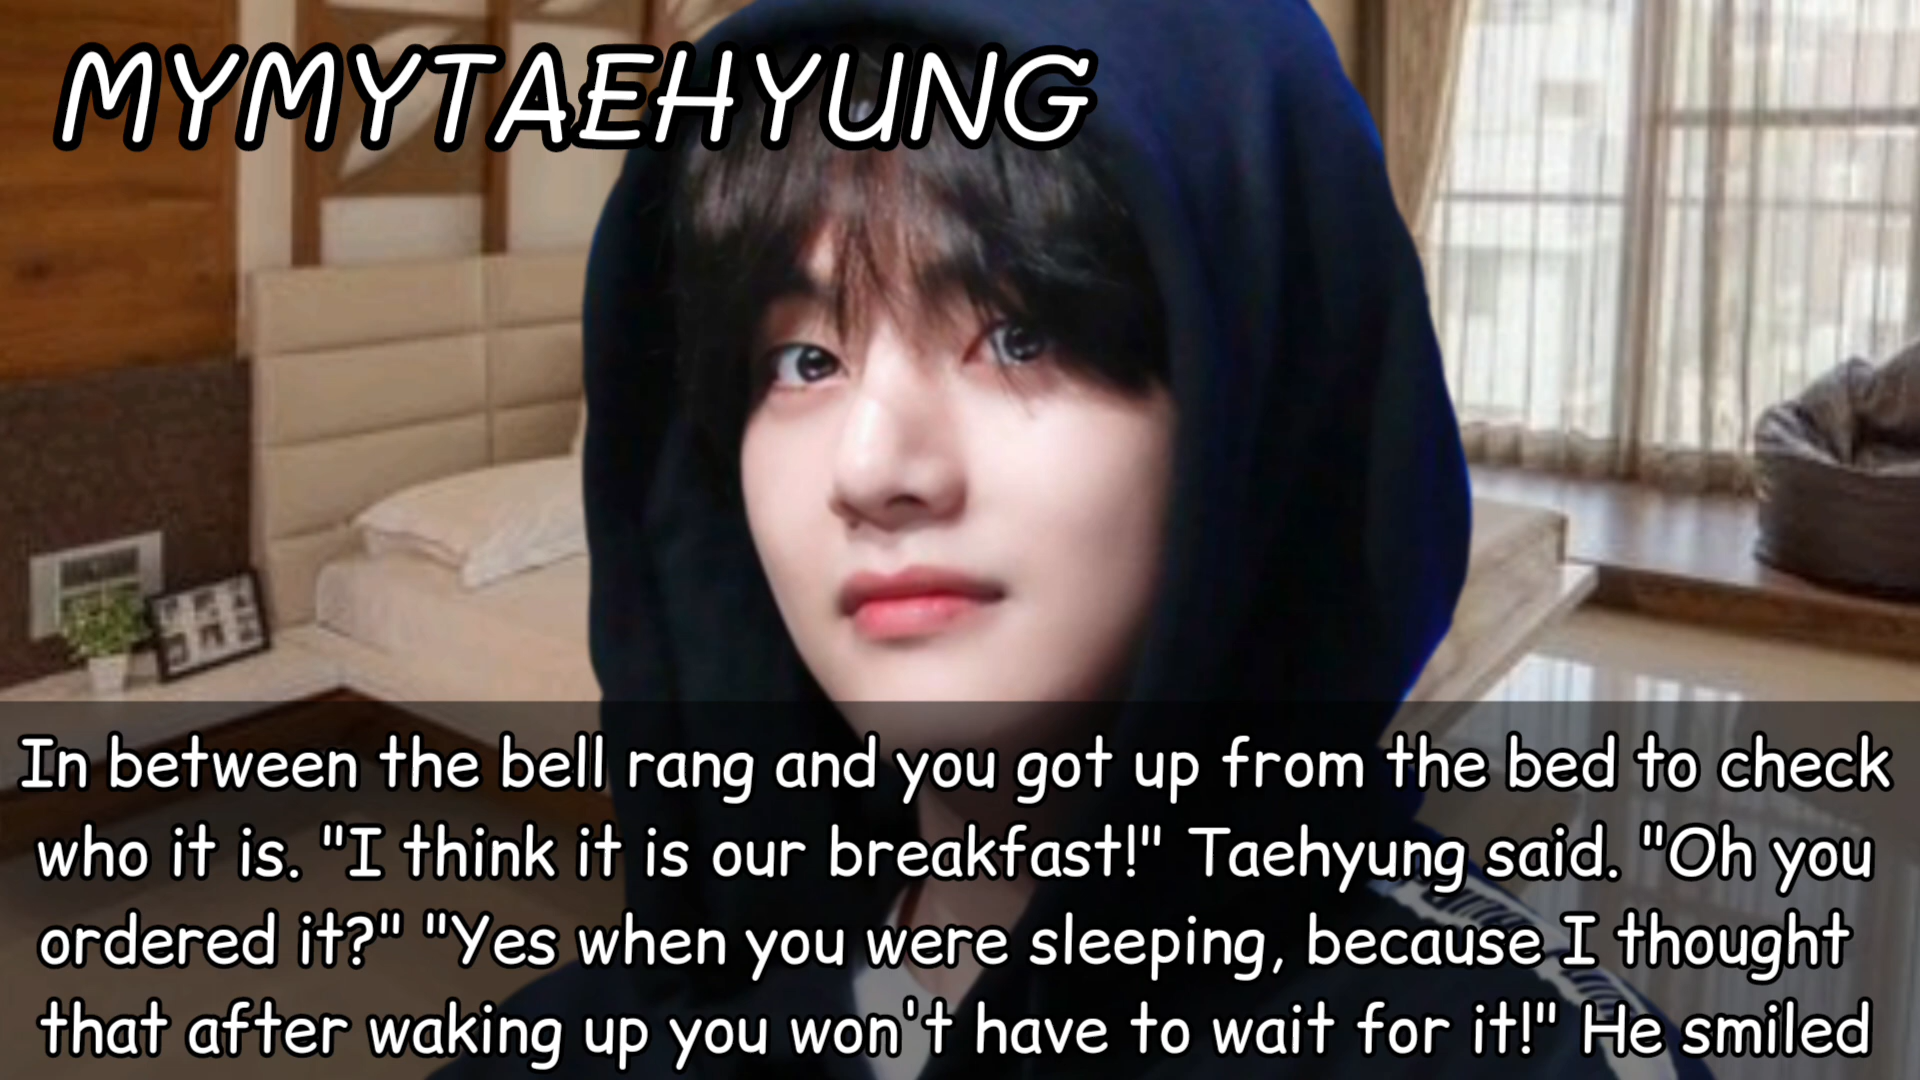 MYMYTAEHYUNG
In between the bell rang and you got up from the bed to check
who it is. "I think it is our breakfast!" Taehyung said. "Oh you
ordered it?" "Yes when you were sleeping, because I thought
that after waking up you won't have to wait for it!" He smiled